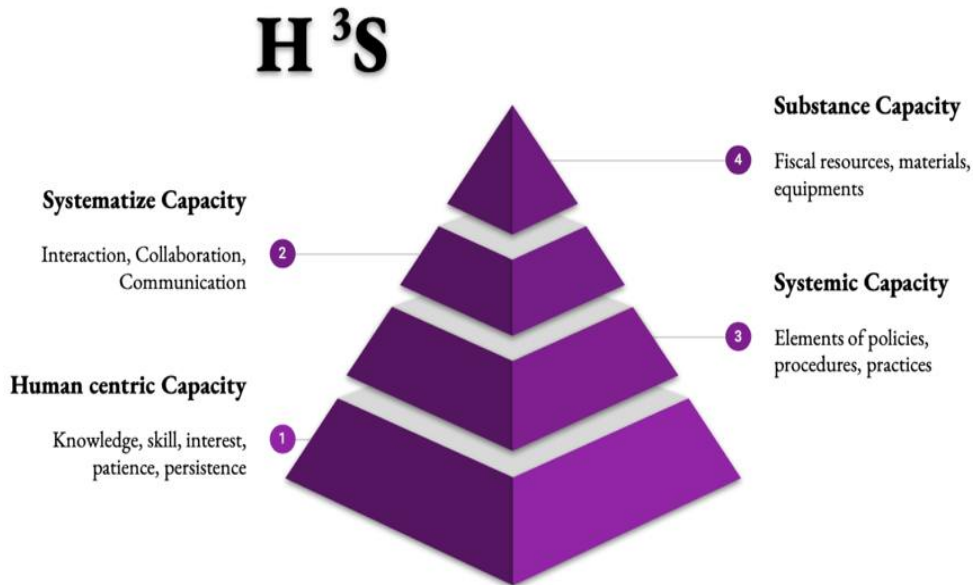 H ³S
Substance Capacity
4
Fiscal resources, materials,
equipments
Systematize Capacity
2
Interaction, Collaboration,
Communication
Systemic Capacity
3
Elements of policies,
procedures, practices
Human centric Capacity
1
Knowledge, skill, interest,
patience, persistence